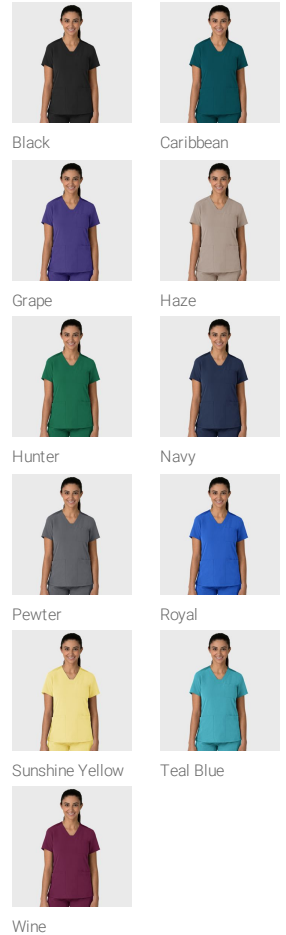 Black
Caribbean
Grape
Haze
Hunter
Navy
Pewter
Royal
Sunshine Yellow
Teal Blue
Wine